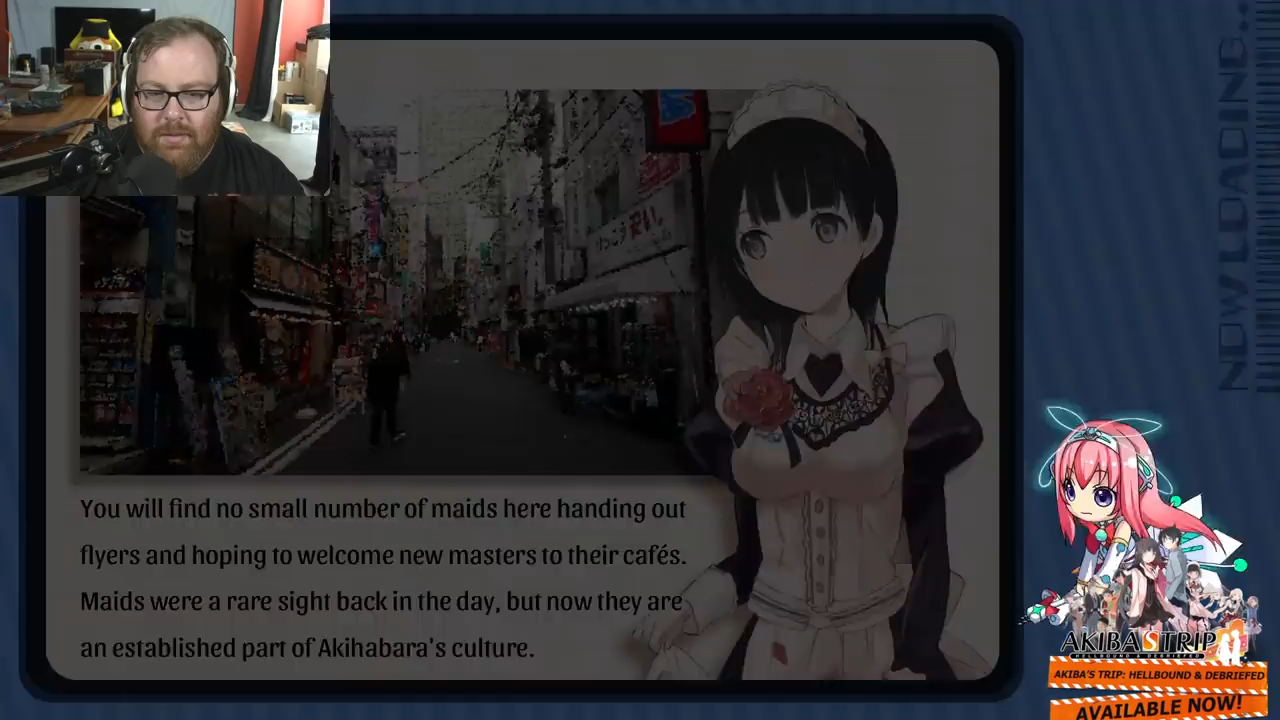 NOW LOADING...
You will find no small number of maids here handing out
flyers and hoping to welcome new masters to their cafés.
Maids were a rare sight back in the day, but now they are
an established part of Akihabara's culture.
AKIBA'S TRIP
HELLBOUND & DEBRIEFED
AKIBA'S TRIP: HELLBOUND & DEBRIEFED
AVAILABLE NOW!